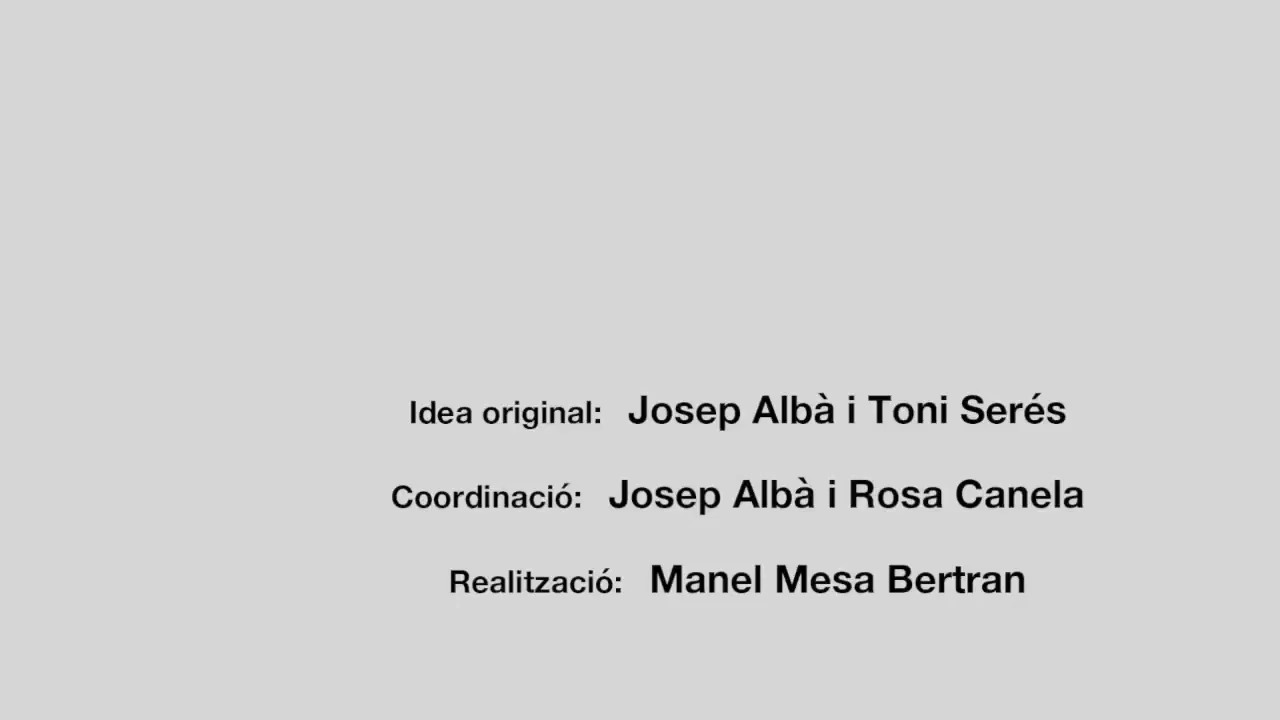 Idea original: Josep Albà i Toni Serés
Coordinació: Josep Albà i Rosa Canela
Realització: Manel Mesa Bertran